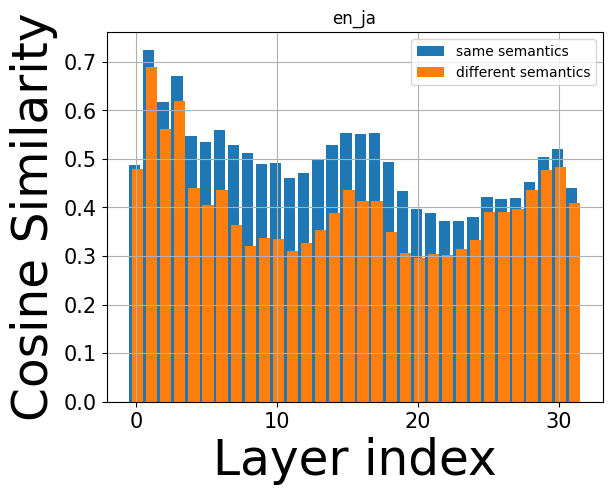 en_ja
same semantics
different semantics
Cosine Similarity
0.7
0.6
0.5
0.4
0.3
0.2
0.1
0.0
0 10 20 30
Layer index